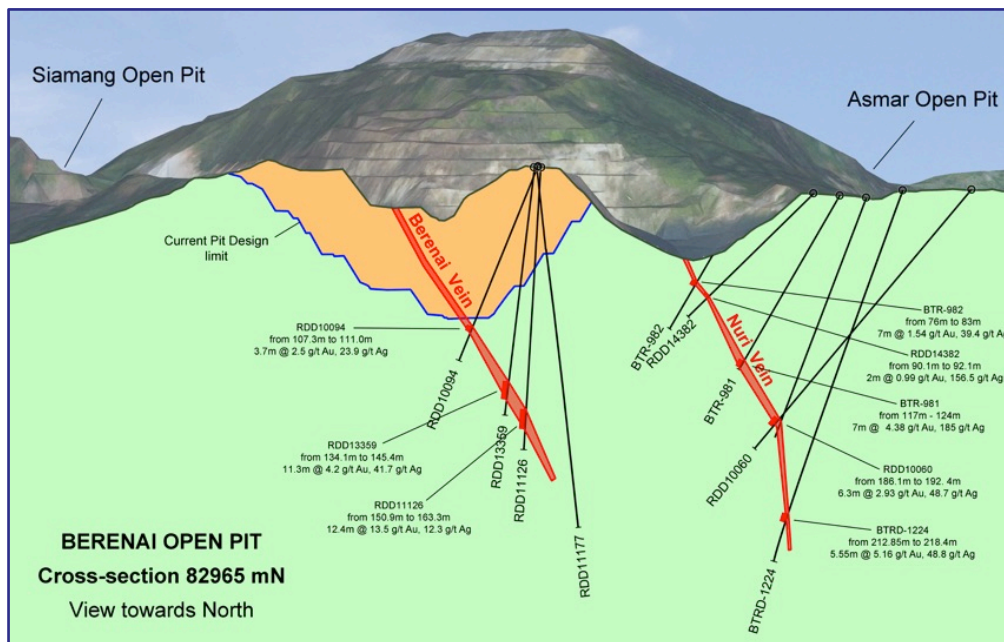 Siamang Open Pit
Asmar Open Pit
Current Pit Design
limit
Berenai Vein
Nuri Vein
RDD10094
from 107.3m to 111.0m
3.7m @ 2.5 g/t Au, 23.9 g/t Ag
RDD13359
from 134.1m to 145.4m
11.3m @ 4.2 g/t Au, 41.7 g/t Ag
RDD11126
from 150.9m to 163.3m
12.4m @ 13.5 g/t Au, 12.3 g/t Ag
RDD10094
RDD13359
RDD11126
RDD11177
BTR-982
RDD14382
BTR-981
RDD10060
BTRD-1224
BTR-982
from 76m to 83m
7m @ 1.54 g/t Au, 39.4 g/t Ag
RDD14382
from 90.1m to 92.1m
2m @ 0.99 g/t Au, 156.5 g/t Ag
BTR-981
from 117m - 124m
7m @ 4.38 g/t Au, 185 g/t Ag
RDD10060
from 186.1m to 192. 4m
6.3m @ 2.93 g/t Au, 48.7 g/t Ag
BTRD-1224
from 212.85m to 218.4m
5.55m @ 5.16 g/t Au, 48.8 g/t Ag
BERENAI OPEN PIT
Cross-section 82965 mN
View towards North